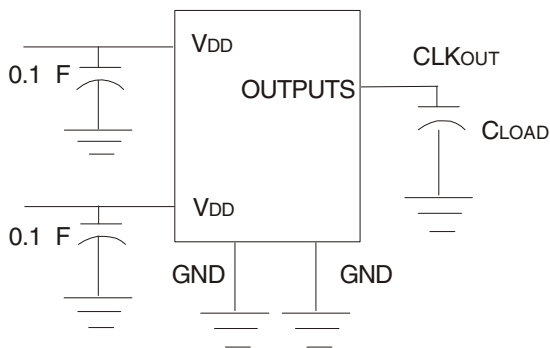 VDD
CLKOUT
0.1 F
OUTPUTS
CLOAD
VDD
0.1 F
GND
GND